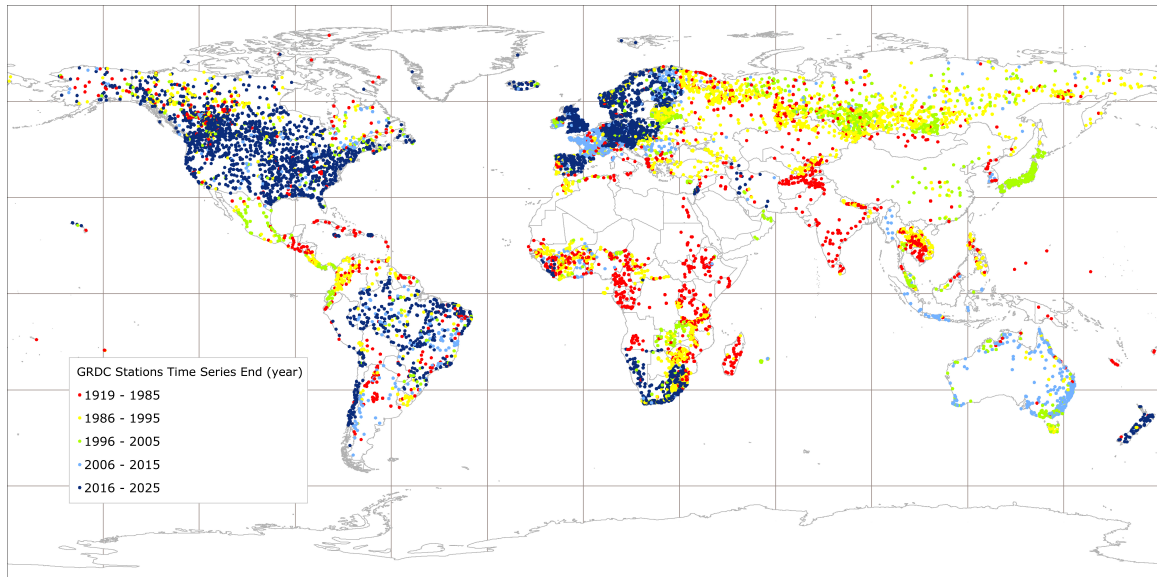 GRDC Stations Time Series End (year)
1919 - 1985
1986 - 1995
1996 - 2005
2006 - 2015
2016 - 2025